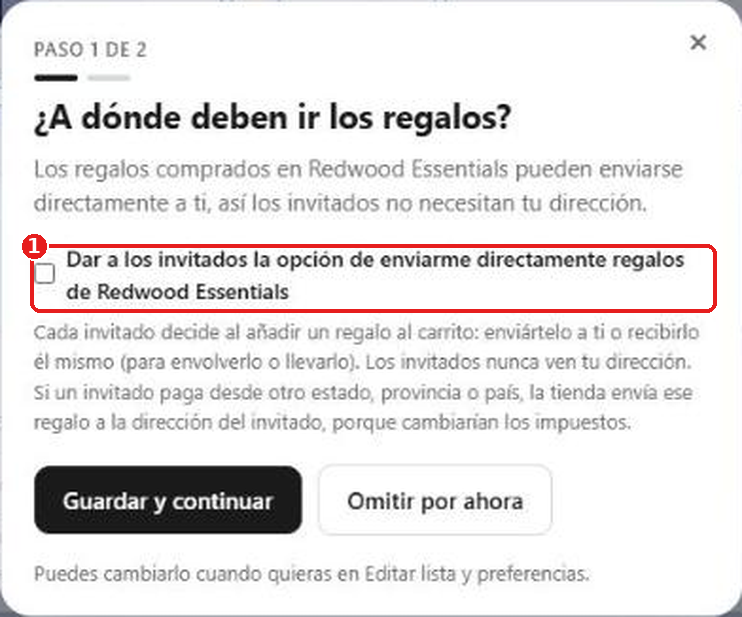 PASO 1 DE 2
¿A dónde deben ir los regalos?
Los regalos comprados en Redwood Essentials pueden enviarse
directamente a ti, así los invitados no necesitan tu dirección.
1
Dar a los invitados la opción de enviarme directamente regalos
de Redwood Essentials
Cada invitado decide al añadir un regalo al carrito: enviártelo a ti o recibirlo
él mismo (para envolverlo o llevarlo). Los invitados nunca ven tu dirección.
Si un invitado paga desde otro estado, provincia o país, la tienda envía ese
regalo a la dirección del invitado, porque cambiarían los impuestos.
Guardar y continuar
Omitir por ahora
Puedes cambiarlo cuando quieras en Editar lista y preferencias.